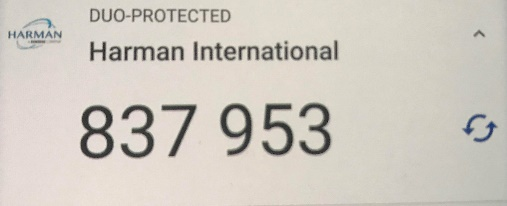 DUO-PROTECTED
HARMAN
Harman International
837 953